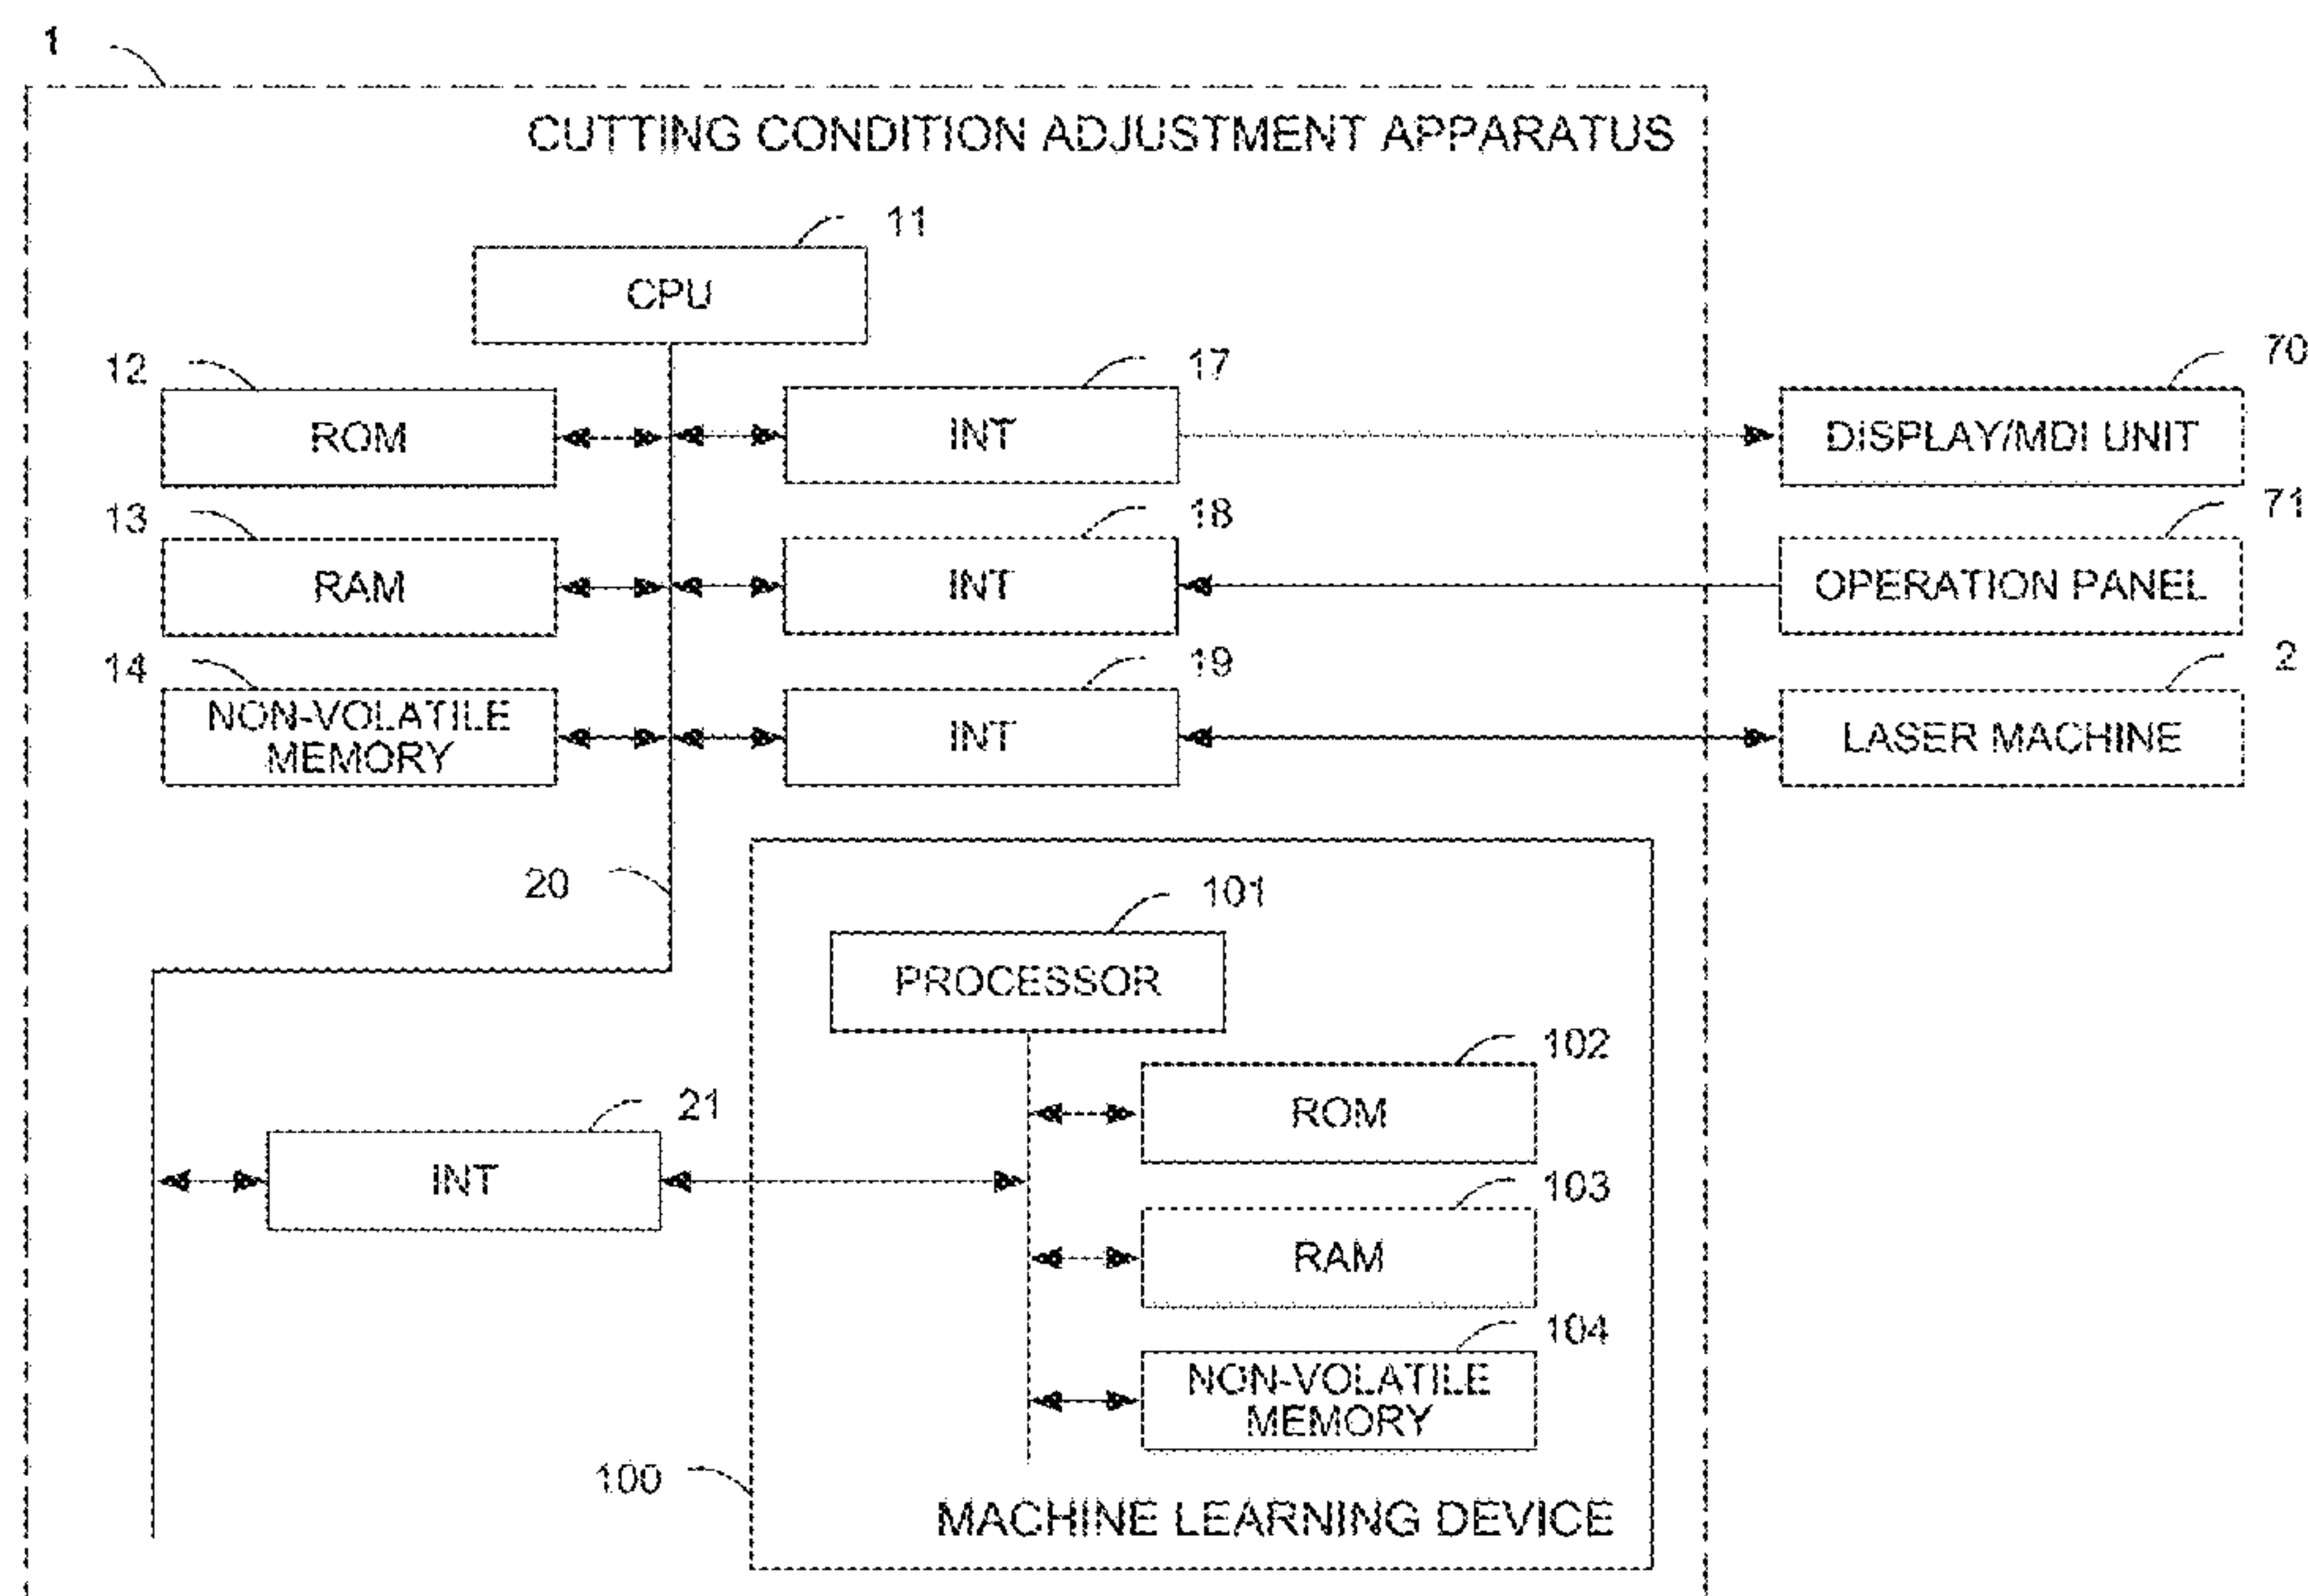 1
CUTTING CONDITION ADJUSTMENT APPARATUS
11
CPU
12
17
70
ROM
INT
DISPLAY/MDI UNIT
13
18
71
RAM
INT
OPERATION PANEL
14
19
2
NON-VOLATILE
MEMORY
INT
LASER MACHINE
20
101
PROCESSOR
102
ROM
21
INT
103
RAM
104
NON-VOLATILE
MEMORY
100
MACHINE LEARNING DEVICE